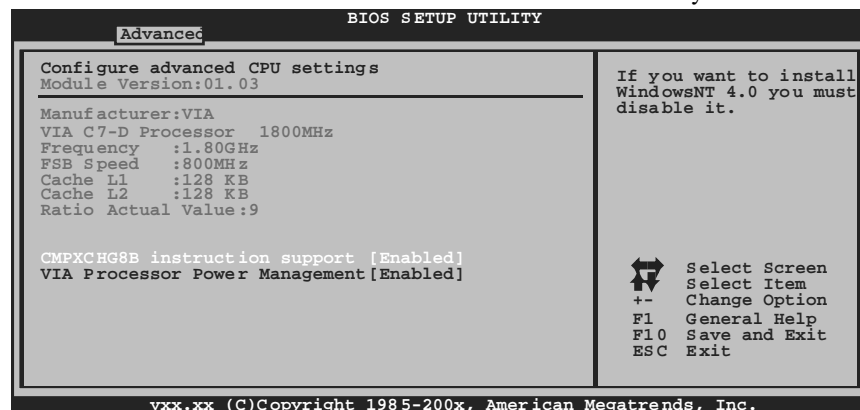 BIOS SETUP UTILITY
Advanced
Configure advanced CPU settings
Module Version:01.03
Manufacturer:VIA
VIA C7-D Processor 1800MHz
Frequency :1.80GHz
FSB Speed :800MHz
Cache L1 :128 KB
Cache L2 :128 KB
Ratio Actual Value:9
CMPXCHG8B instruction support [Enabled]
VIA Processor Power Management[Enabled]
If you want to install
WindowsNT 4.0 you must
disable it.
Select Screen
Select Item
+- Change Option
F1 General Help
F10 Save and Exit
ESC Exit
vxx.xx (C)Copyright 1985-200x, American Megatrends, Inc.